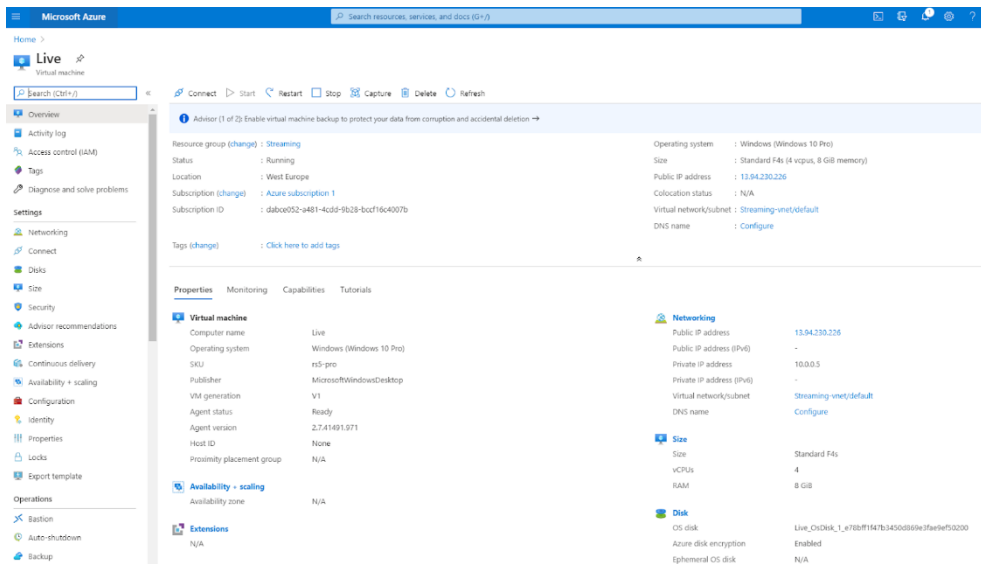 Microsoft Azure
Search resources, services, and docs (G+/)
1
Home >
Live
Virtual machine
Search (Ctrl+/)
«
Connect
Start
Restart
Stop
Capture
Delete
Refresh
Overview
Activity log
Access control (IAM)
Tags
Diagnose and solve problems
Settings
Networking
Connect
Disks
Size
Security
Advisor recommendations
Extensions
Continuous delivery
Availability + scaling
Configuration
Identity
Properties
Locks
Export template
Operations
Bastion
Auto-shutdown
Backup
Advisor (1 of 2): Enable virtual machine backup to protect your data from corruption and accidental deletion →
Resource group (change) : Streaming
Status : Running
Location : West Europe
Subscription (change) : Azure subscription 1
Subscription ID : dabce052-a481-4cdd-9b28-bccf16c4007b
Tags (change) : Click here to add tags
Operating system : Windows (Windows 10 Pro)
Size : Standard F4s (4 vcpus, 8 GiB memory)
Public IP address : 13.94.230.226
Colocation status : N/A
Virtual network/subnet : Streaming-vnet/default
DNS name : Configure
Properties Monitoring Capabilities Tutorials
Virtual machine
Computer name Live
Operating system Windows (Windows 10 Pro)
SKU rs5-pro
Publisher MicrosoftWindowsDesktop
VM generation V1
Agent status Ready
Agent version 2.7.41491.971
Host ID None
Proximity placement group N/A
Availability + scaling
Availability zone N/A
Extensions
N/A
Networking
Public IP address 13.94.230.226
Public IP address (IPv6) -
Private IP address 10.0.0.5
Private IP address (IPv6) -
Virtual network/subnet Streaming-vnet/default
DNS name Configure
Size
Size Standard F4s
vCPUs 4
RAM 8 GiB
Disk
OS disk Live_OsDisk_1_e78bff1f47b3450d869e3fae9ef50200
Azure disk encryption Enabled
Ephemeral OS disk N/A